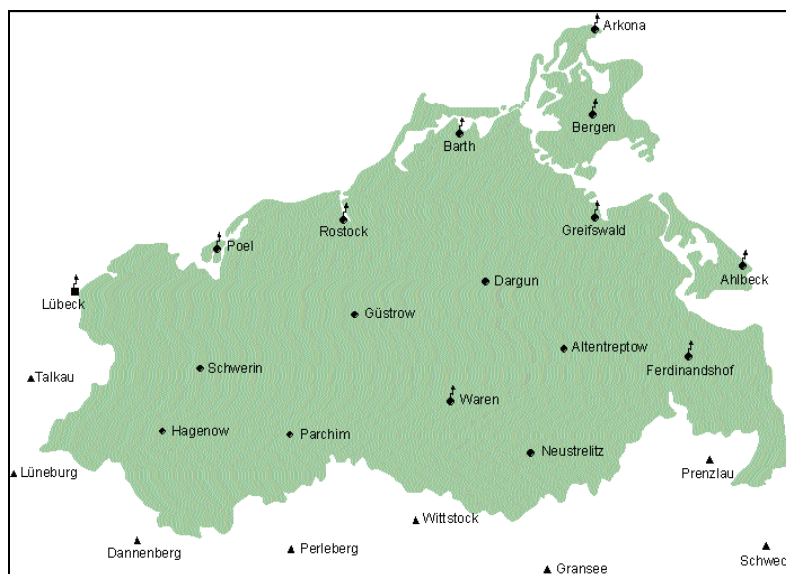 Arkona
Bergen
Barth
Rostock
Greifswald
Poel
Ahlbeck
Dargun
Lübeck
Güstrow
Altentreptow
Ferdinandshof
Schwerin
Talkau
Waren
Hagenow
Parchim
Neustrelitz
Lüneburg
Prenzlau
Wittstock
Dannenberg
Perleberg
Schwed
Gransee